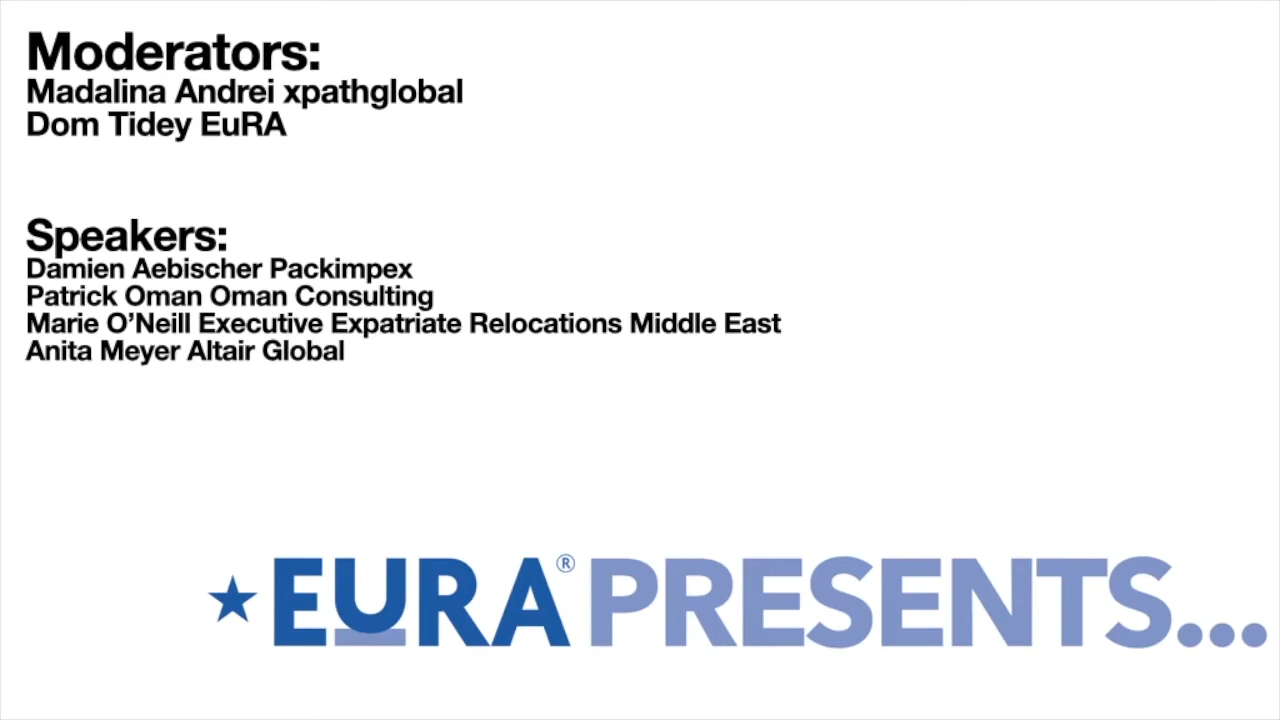 Moderators:
Madalina Andrei xpathglobal
Dom Tidey EuRA
Speakers:
Damien Aebischer Packimpex
Patrick Oman Oman Consulting
Marie O’Neill Executive Expatriate Relocations Middle East
Anita Meyer Altair Global
EURA® PRESENTS...